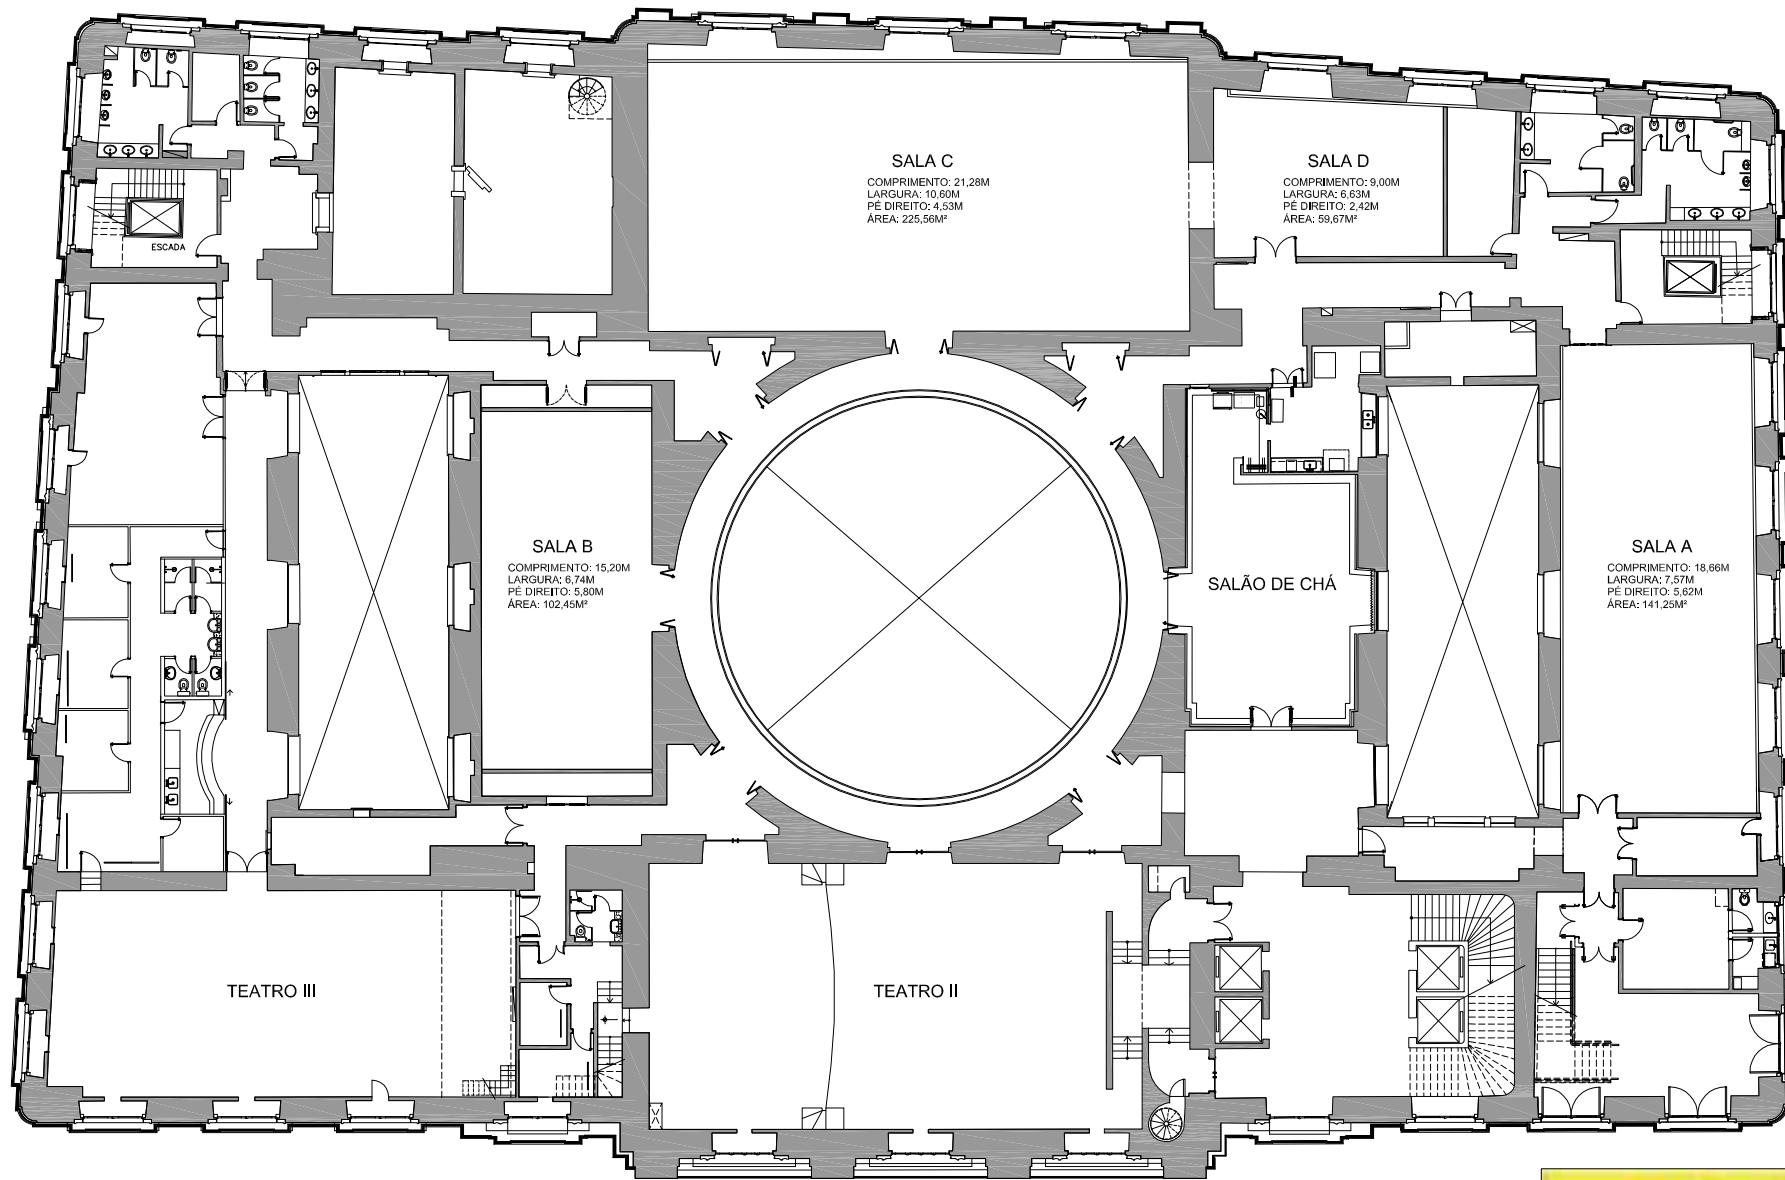 SALA C
COMPRIMENTO: 21,28M
LARGURA: 10,60M
PÉ DIREITO: 4,53M
ÁREA: 225,56M²
SALA D
COMPRIMENTO: 9,00M
LARGURA: 6,63M
PÉ DIREITO: 2,42M
ÁREA: 59,67M²
ESCADA
SALA B
COMPRIMENTO: 15,20M
LARGURA: 6,74M
PÉ DIREITO: 5,80M
ÁREA: 102,45M²
SALÃO DE CHÁ
SALA A
COMPRIMENTO: 18,66M
LARGURA: 7,57M
PÉ DIREITO: 5,62M
ÁREA: 141,25M²
TEATRO III
TEATRO II